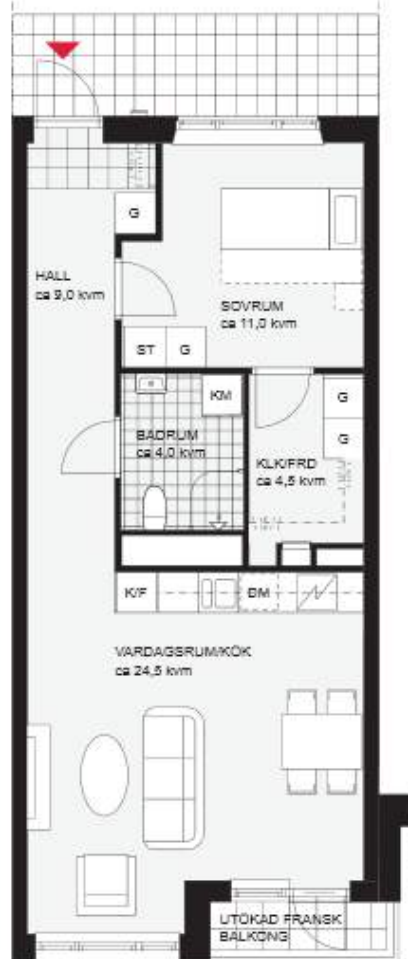 G
HALL
ca 9,0 kvm
SOVRUM
ca 11,0 kvm
ST G
KM
G
BADRUM
ca 4,0 kvm
G
KLK/FRD
ca 4,5 kvm
K/F
DM
VARDAGSRUM/KÖK
ca 24,5 kvm
UTÖKAD FRANSK
BALKONG